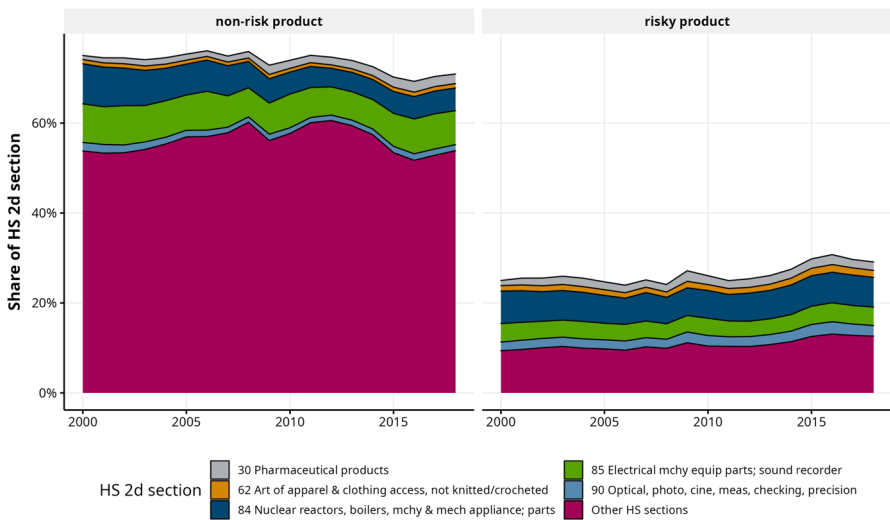 non-risk product
risky product
Share of HS 2d section
60%
40%
20%
0%
2000
2005
2010
2015
2000
2005
2010
2015
HS 2d section
30 Pharmaceutical products
62 Art of apparel & clothing access, not knitted/crocheted
84 Nuclear reactors, boilers, mchy & mech appliance; parts
85 Electrical mchy equip parts; sound recorder
90 Optical, photo, cine, meas, checking, precision
Other HS sections